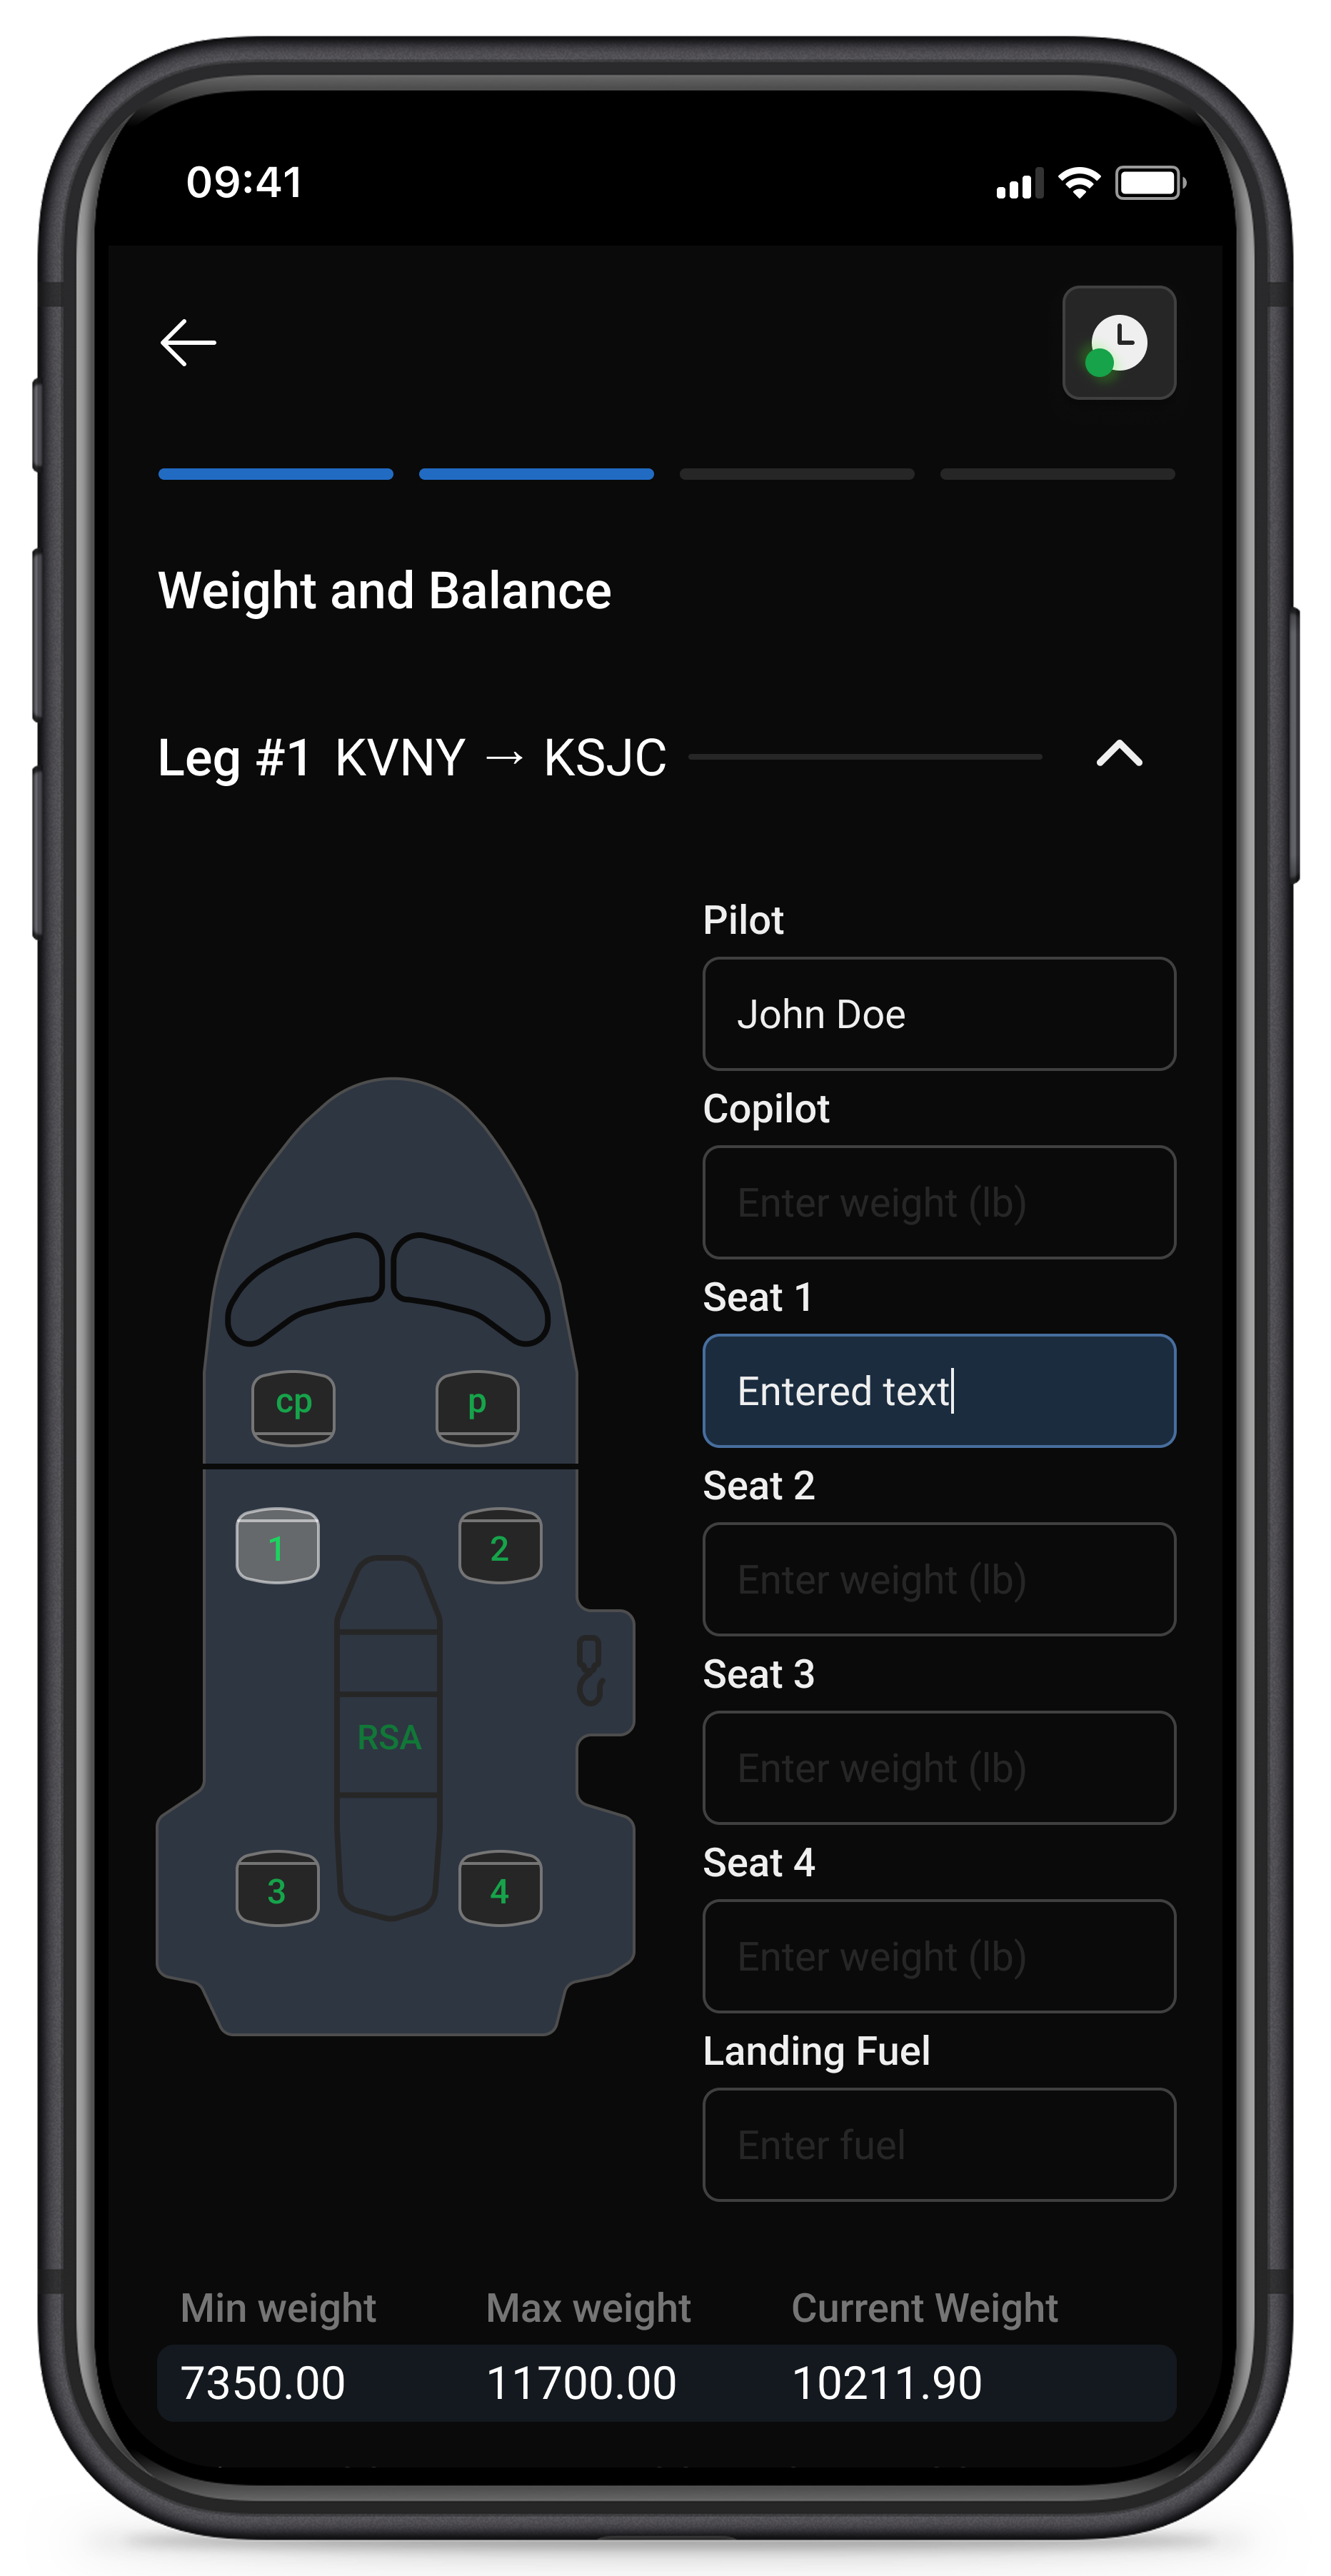 09:41
Weight and Balance
Leg #1 KVNY → KSJC
Pilot
John Doe
Copilot
Enter weight (lb)
Seat 1
Entered text
Seat 2
Enter weight (lb)
Seat 3
Enter weight (lb)
Seat 4
Enter weight (lb)
Landing Fuel
Enter fuel
cp p
1 2
RSA
3 4
Min weight Max weight Current Weight
7350.00 11700.00 10211.90